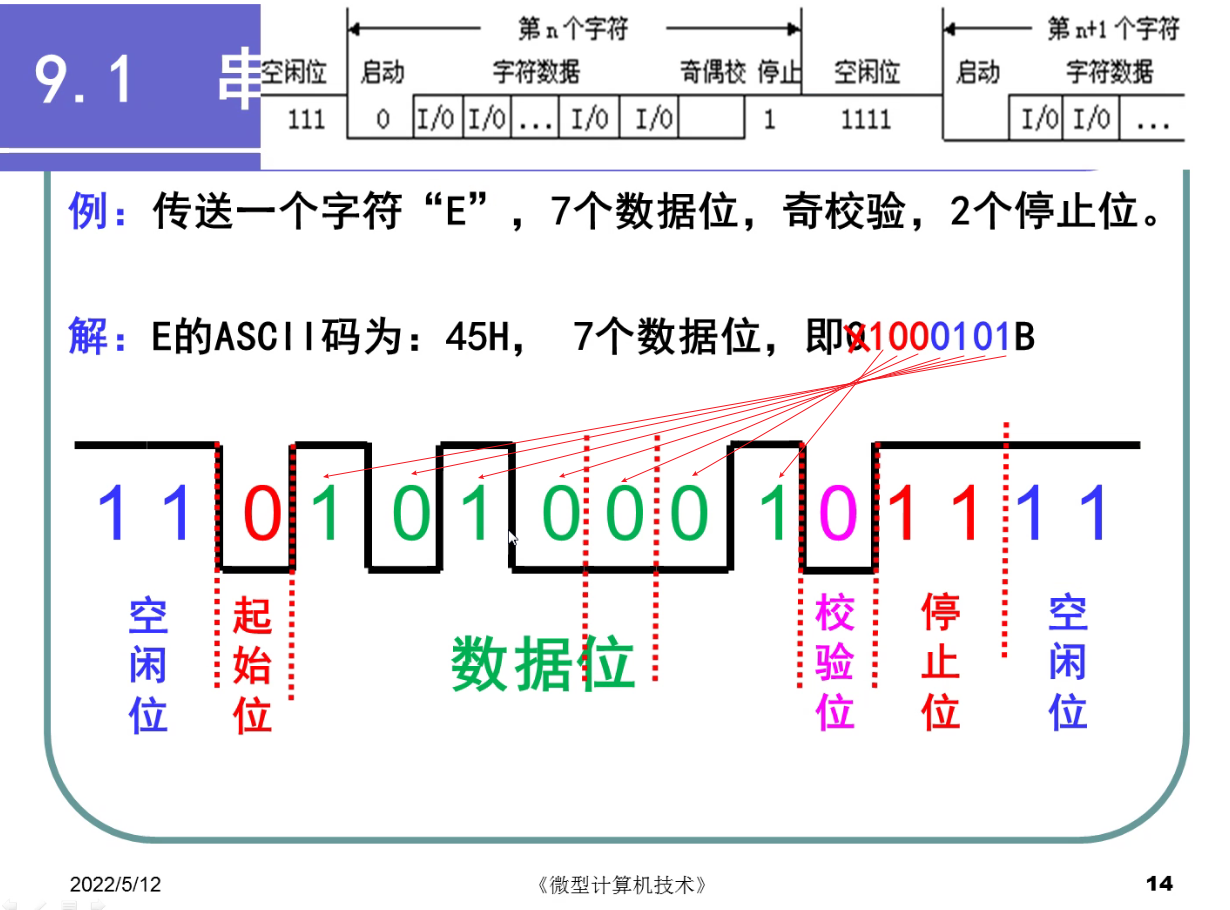 9.1 串
第 n 个字符 第 n+1 个字符
空闲位 启动 字符数据 奇偶校 停止 空闲位 启动 字符数据
111 0 I/O I/O ... I/O I/O 1 1111 I/O I/O ...
例：传送一个字符“E”，7个数据位，奇校验，2个停止位。
解：E的ASCII码为：45H， 7个数据位，即01000101B
1 1 0 1 0 1 0 0 0 1 0 1 1 1 1
空闲位 起始位 数据位 校验位 停止位 空闲位
2022/5/12 《微型计算机技术》 14